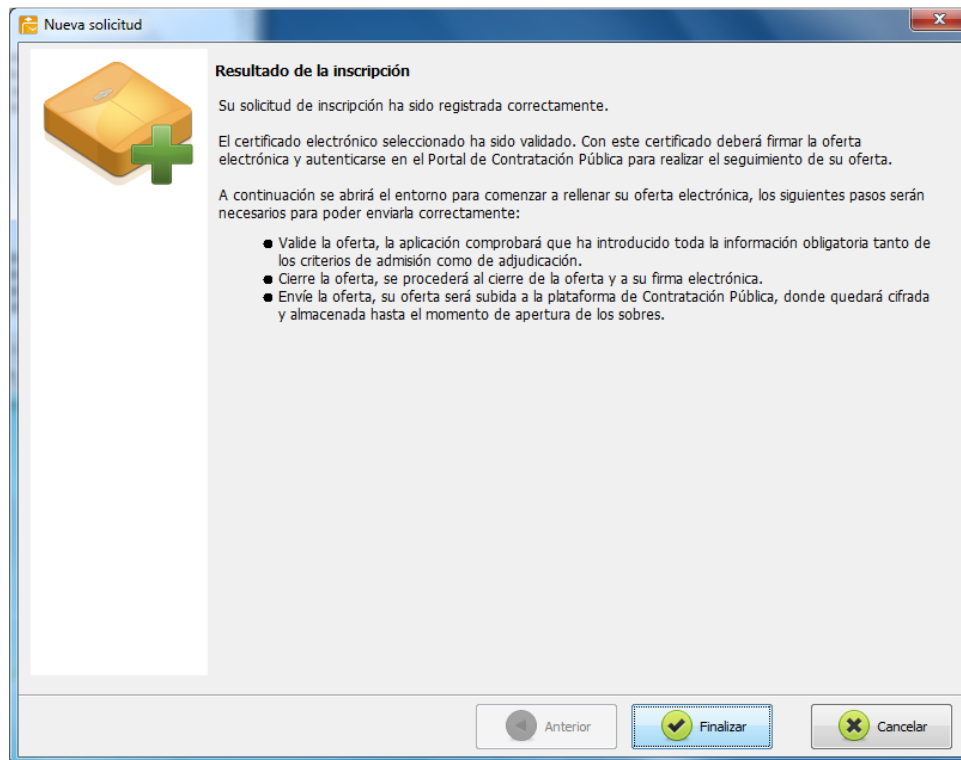 Nueva solicitud
Resultado de la inscripción
Su solicitud de inscripción ha sido registrada correctamente.
El certificado electrónico seleccionado ha sido validado. Con este certificado deberá firmar la oferta
electrónica y autenticarse en el Portal de Contratación Pública para realizar el seguimiento de su oferta.
A continuación se abrirá el entorno para comenzar a rellenar su oferta electrónica, los siguientes pasos serán
necesarios para poder enviarla correctamente:
● Valide la oferta, la aplicación comprobará que ha introducido toda la información obligatoria tanto de
los criterios de admisión como de adjudicación.
● Cierre la oferta, se procederá al cierre de la oferta y a su firma electrónica.
● Envíe la oferta, su oferta será subida a la plataforma de Contratación Pública, donde quedará cifrada
y almacenada hasta el momento de apertura de los sobres.
Anterior Finalizar Cancelar